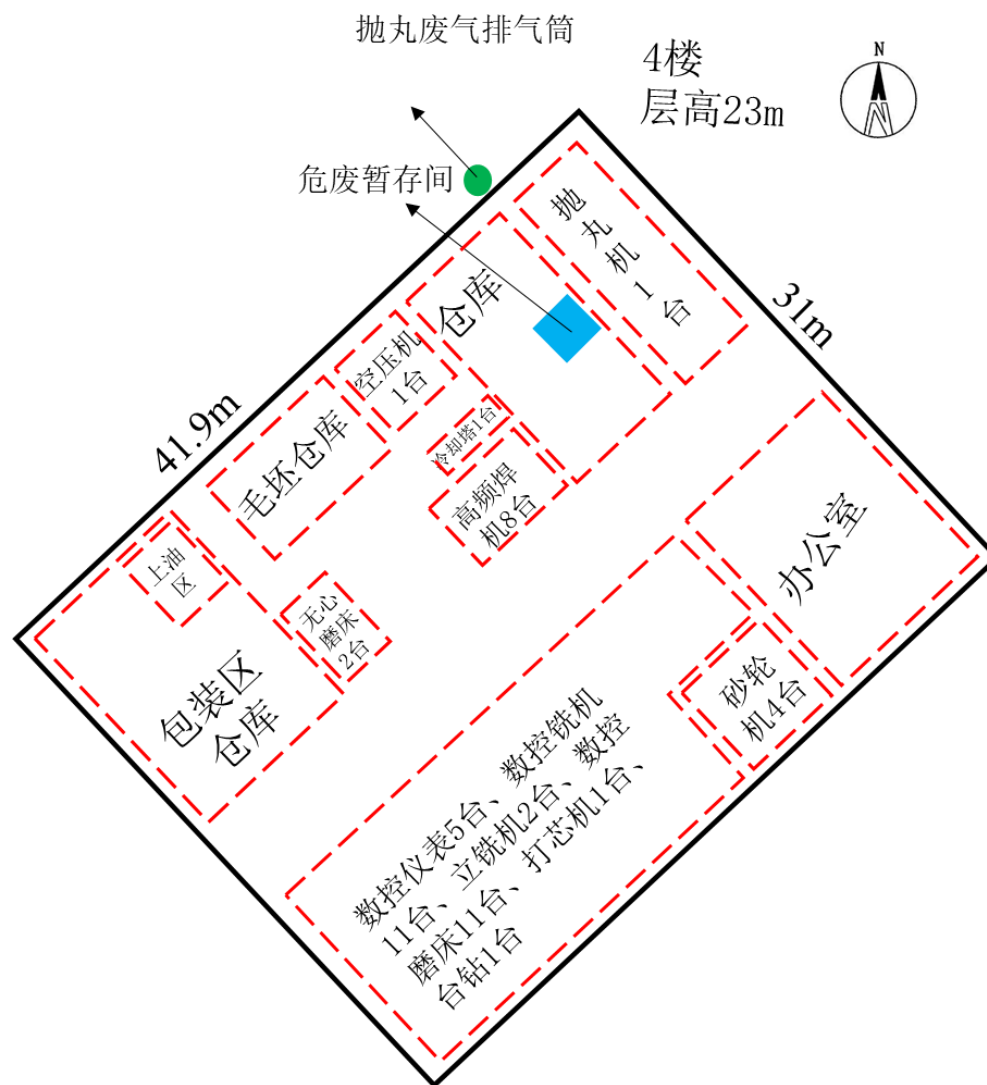 抛丸废气排气筒
4楼
层高23m
N
危废暂存间
抛丸机1台
31m
仓库
空压机
1台
41.9m
毛坯仓库
冷却塔1台
高频焊
机8台
办公室
上油
区
无心
磨床
2台
包装区
仓库
砂轮
机4台
数控仪表5台、数控铣机
11台、立铣机2台、数控
磨床11台、打芯机1台、
台钻1台